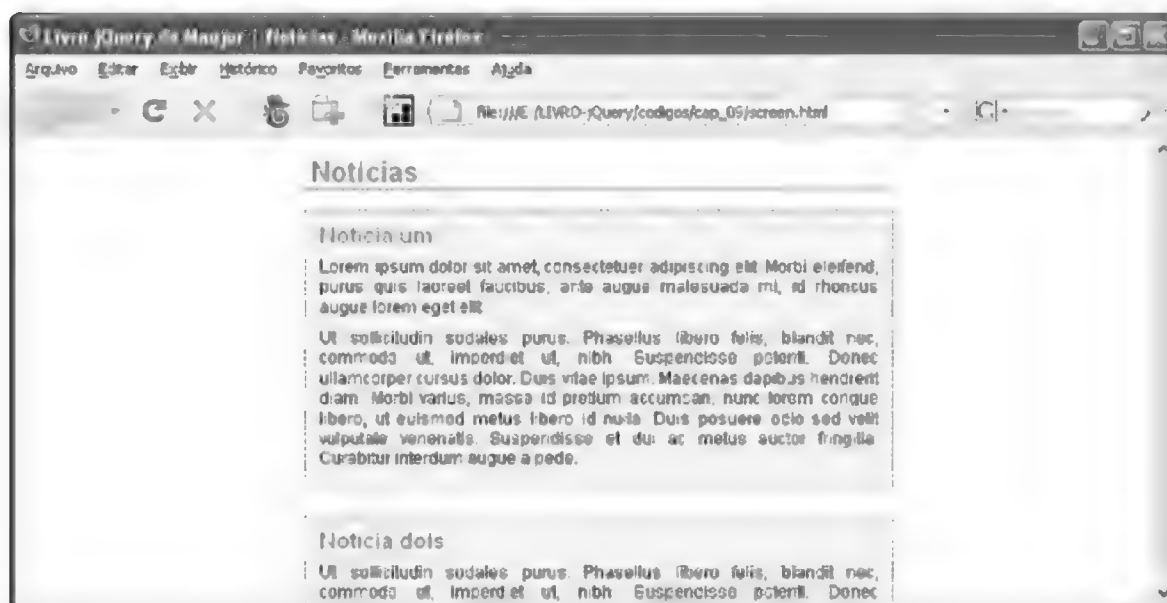 Livro jQuery do Maujor | Notícias - Mozilla Firefox
Arquivo Editar Exibir Histórico Favoritos Ferramentas Ajuda
file:///E:/LIVRO-jQuery/codigos/cap_09/screen.html
Notícias
Notícia um
Lorem ipsum dolor sit amet, consectetuer adipiscing elit Morbi eleifend,
purus quis laoreet faucibus, ante augue malesuada mi, id rhoncus
augue lorem eget elit
Ut sollicitudin sodales purus. Phasellus libero felis, blandit nec,
commodo ut, imperdiet ut, nibh. Suspendisse potenti. Donec
ullamcorper cursus dolor. Duis vitae ipsum. Maecenas dapibus hendrerit
diam. Morbi varius, massa id pretium accumsan, nunc lorem congue
libero, ut euismod metus libero id nulla. Duis posuere odio sed velit
vulputate venenatis. Suspendisse et dui ac metus auctor fringilla.
Curabitur interdum augue a pede.
Notícia dois
Ut sollicitudin sodales purus. Phasellus libero felis, blandit nec,
commodo ut, imperdiet ut, nibh. Suspendisse potenti. Donec